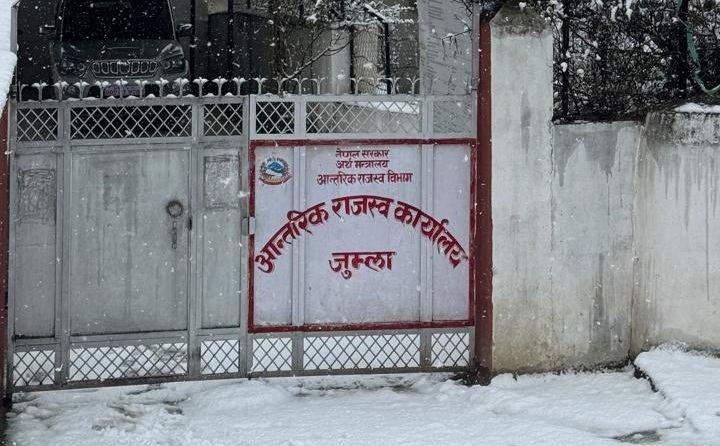 नेपाल सरकार
अर्थ मन्त्रालय
आन्तरिक राजस्व विभाग
आन्तरिक राजस्व कार्यालय
जुम्ला